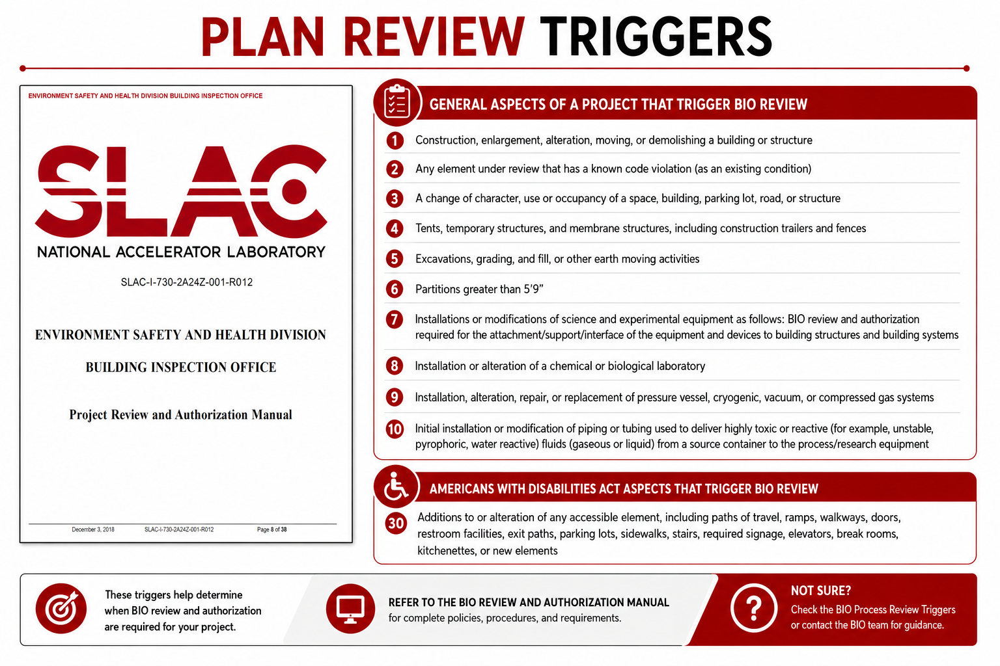 PLAN REVIEW TRIGGERS
ENVIRONMENT SAFETY AND HEALTH DIVISION BUILDING INSPECTION OFFICE
SLAC
NATIONAL ACCELERATOR LABORATORY
SLAC-I-730-2A24Z-001-R012
ENVIRONMENT SAFETY AND HEALTH DIVISION
BUILDING INSPECTION OFFICE
Project Review and Authorization Manual
December 3, 2018 SLAC-I-730-2A24Z-001-R012 Page 8 of 38
GENERAL ASPECTS OF A PROJECT THAT TRIGGER BIO REVIEW
1 Construction, enlargement, alteration, moving, or demolishing a building or structure
2 Any element under review that has a known code violation (as an existing condition)
3 A change of character, use or occupancy of a space, building, parking lot, road, or structure
4 Tents, temporary structures, and membrane structures, including construction trailers and fences
5 Excavations, grading, and fill, or other earth moving activities
6 Partitions greater than 5'9”
7 Installations or modifications of science and experimental equipment as follows: BIO review and authorization
required for the attachment/support/interface of the equipment and devices to building structures and building systems
8 Installation or alteration of a chemical or biological laboratory
9 Installation, alteration, repair, or replacement of pressure vessel, cryogenic, vacuum, or compressed gas systems
10 Initial installation or modification of piping or tubing used to deliver highly toxic or reactive (for example, unstable,
pyrophoric, water reactive) fluids (gaseous or liquid) from a source container to the process/research equipment
AMERICANS WITH DISABILITIES ACT ASPECTS THAT TRIGGER BIO REVIEW
30 Additions to or alteration of any accessible element, including paths of travel, ramps, walkways, doors,
restroom facilities, exit paths, parking lots, sidewalks, stairs, required signage, elevators, break rooms,
kitchenettes, or new elements
These triggers help determine
when BIO review and authorization
are required for your project.
REFER TO THE BIO REVIEW AND AUTHORIZATION MANUAL
for complete policies, procedures, and requirements.
?
NOT SURE?
Check the BIO Process Review Triggers
or contact the BIO team for guidance.